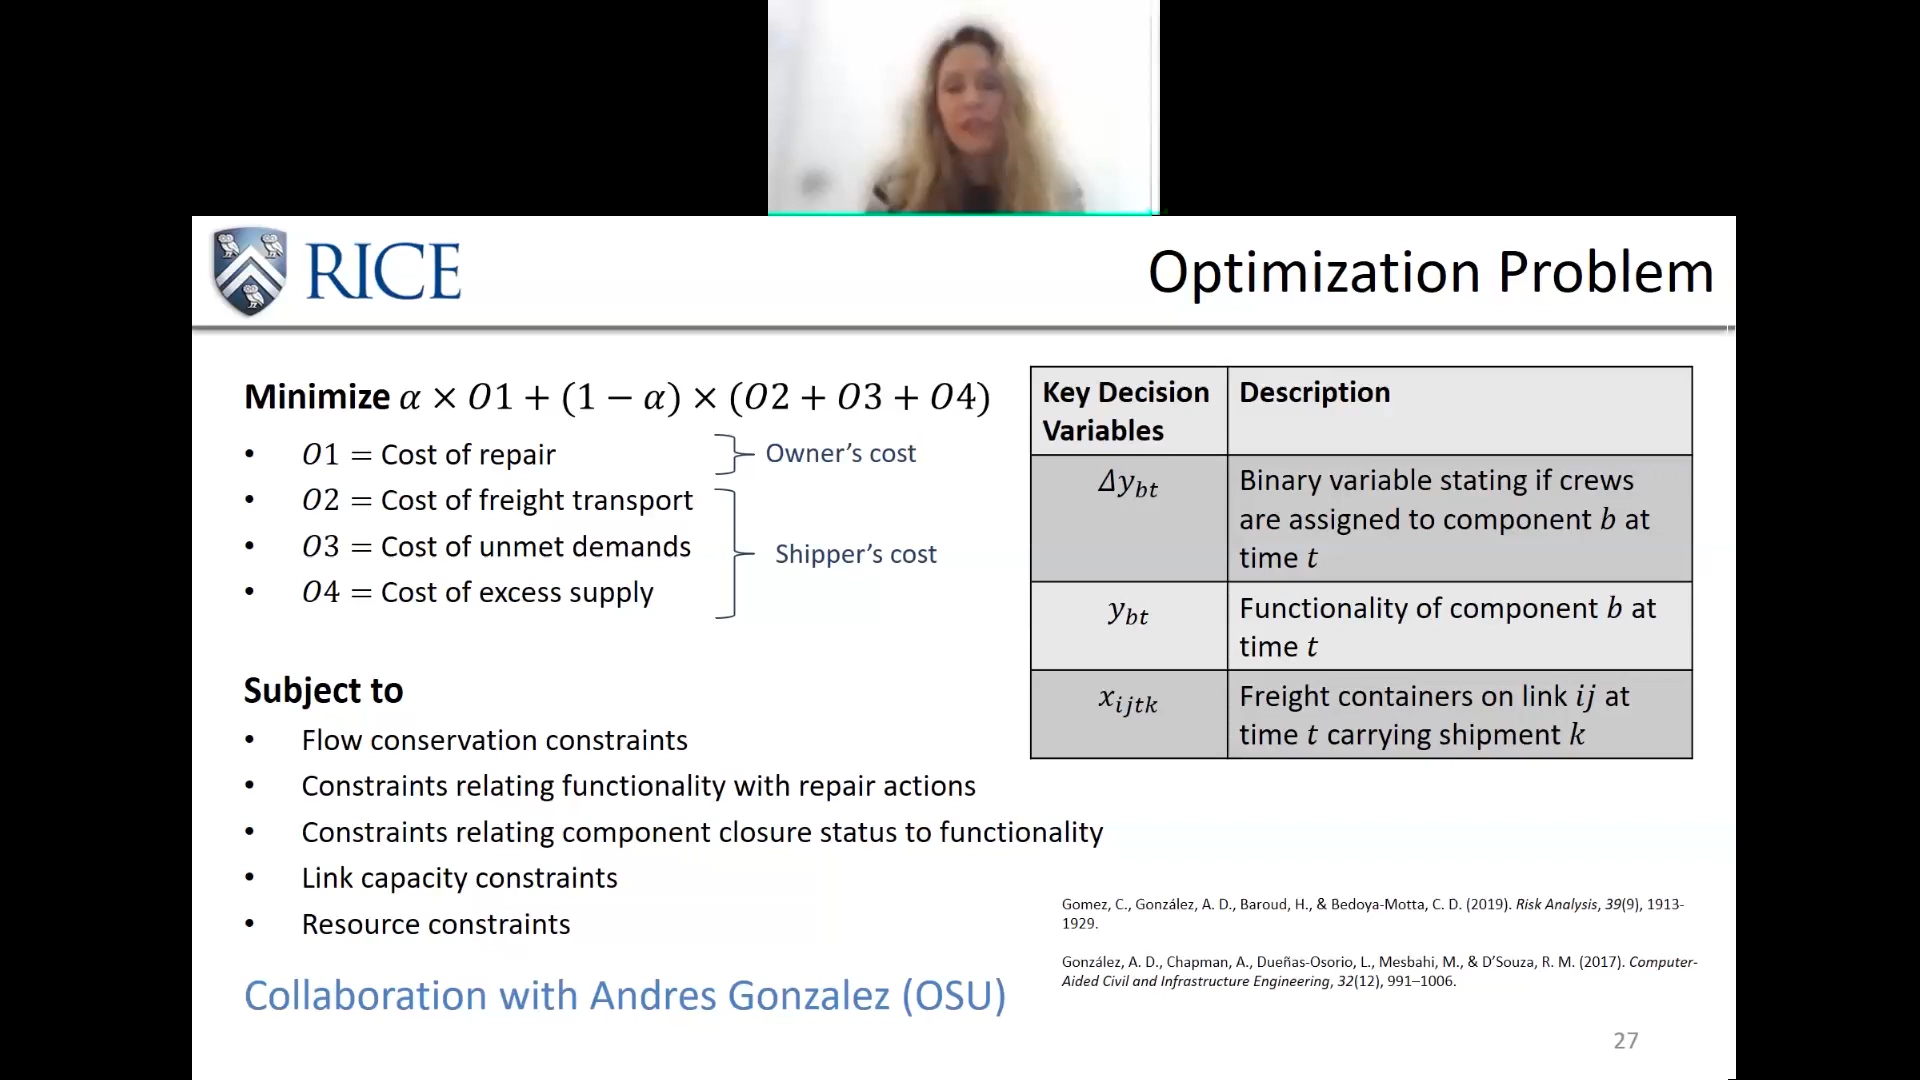 RICE
Optimization Problem
Minimize α × O1 + (1 − α) × (O2 + O3 + O4)
• O1 = Cost of repair
Owner’s cost
• O2 = Cost of freight transport
• O3 = Cost of unmet demands
• O4 = Cost of excess supply
Shipper’s cost
Subject to
• Flow conservation constraints
• Constraints relating functionality with repair actions
• Constraints relating component closure status to functionality
• Link capacity constraints
• Resource constraints
Collaboration with Andres Gonzalez (OSU)
Key Decision
Variables
Description
Δy_bt
Binary variable stating if crews
are assigned to component b at
time t
y_bt
Functionality of component b at
time t
x_ijtk
Freight containers on link ij at
time t carrying shipment k
Gomez, C., González, A. D., Baroud, H., & Bedoya-Motta, C. D. (2019). Risk Analysis, 39(9), 1913-
1929.
González, A. D., Chapman, A., Dueñas-Osorio, L., Mesbahi, M., & D’Souza, R. M. (2017). Computer-
Aided Civil and Infrastructure Engineering, 32(12), 991–1006.
27